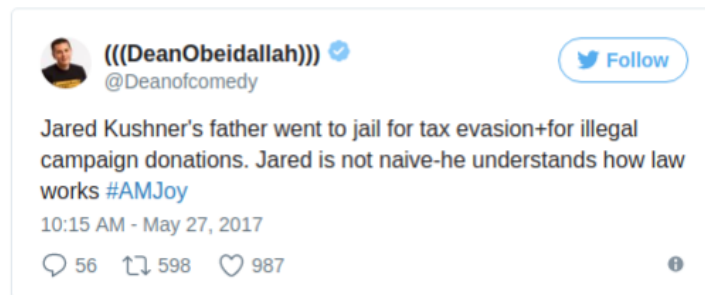 (((DeanObeidallah)))
Follow
@Deanofcomedy
Jared Kushner's father went to jail for tax evasion+for illegal
campaign donations. Jared is not naive-he understands how law
works #AMJoy
10:15 AM - May 27, 2017
56 598 987